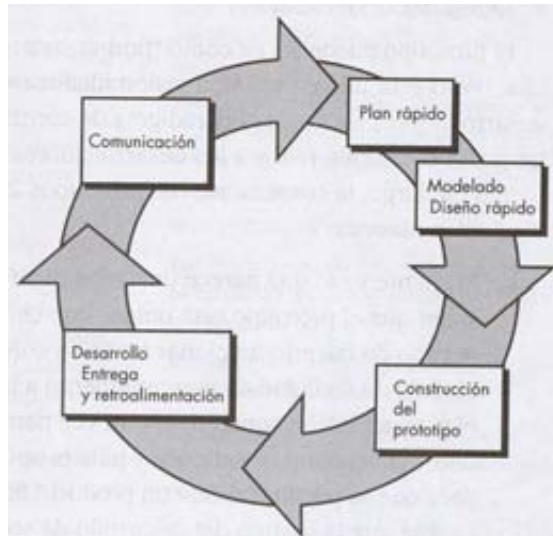 Comunicación
Plan rápido
Modelado
Diseño rápido
Construcción
del
prototipo
Desarrollo
Entrega
y retroalimentación